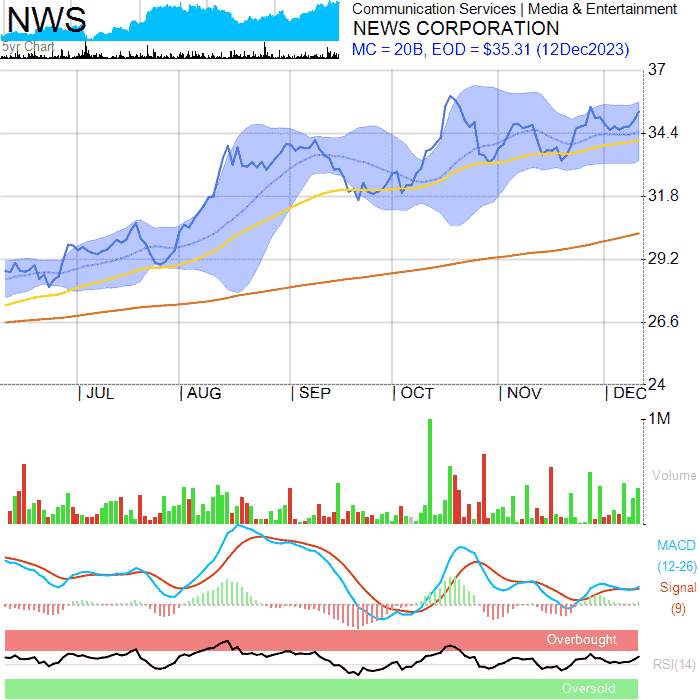 NWS
5yr Chart
Communication Services | Media & Entertainment
NEWS CORPORATION
MC = 20B, EOD = $35.31 (12Dec2023)
37
34.4
31.8
29.2
26.6
24
| JUL | AUG | SEP | OCT | NOV | DEC
1M
Volume
MACD
(12-26)
Signal
(9)
Overbought
RSI(14)
Oversold